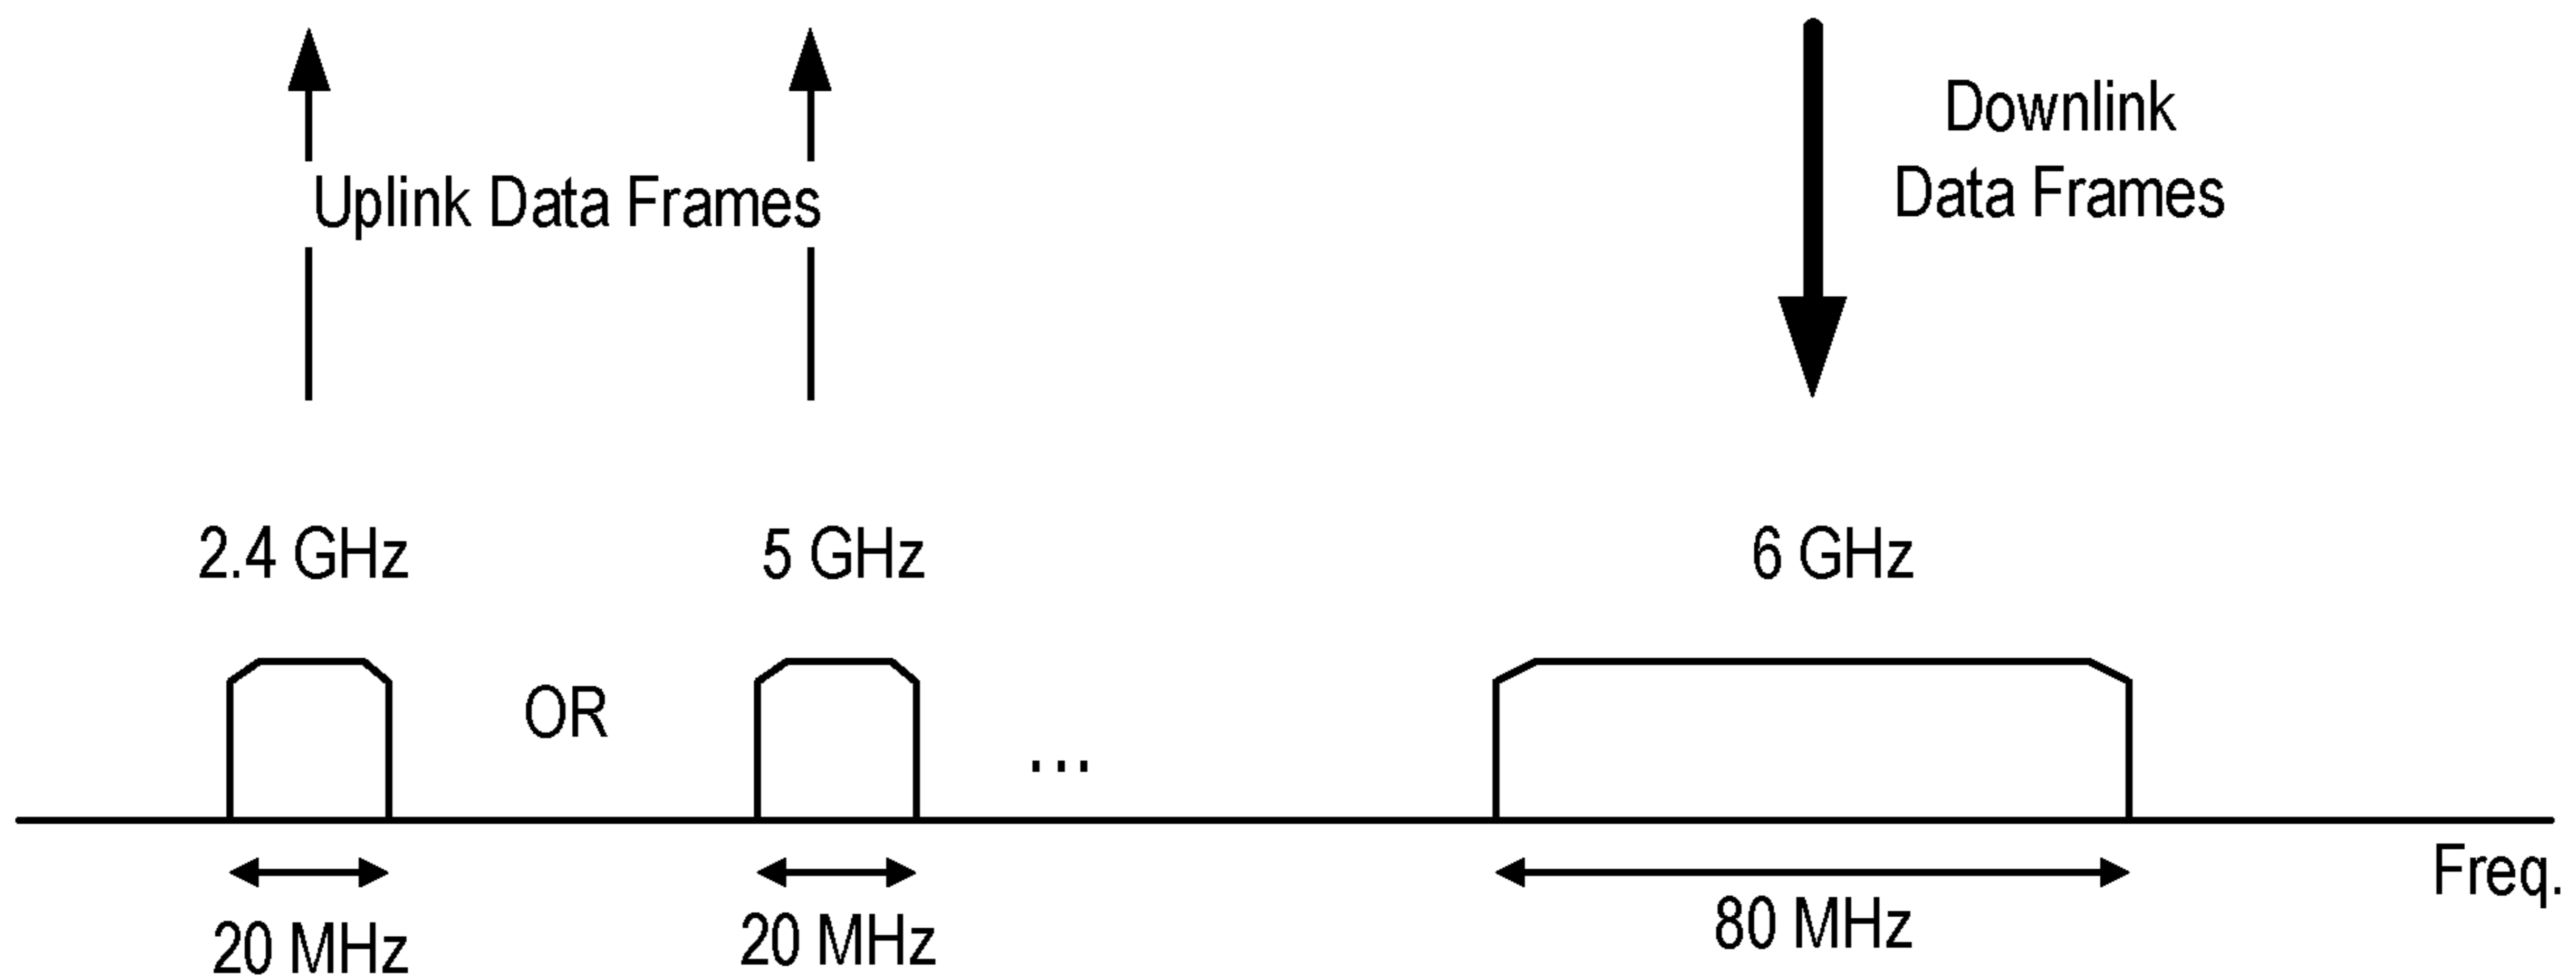 Downlink
Data Frames
Uplink Data Frames
2.4 GHz
5 GHz
6 GHz
OR
...
Freq.
20 MHz
20 MHz
80 MHz